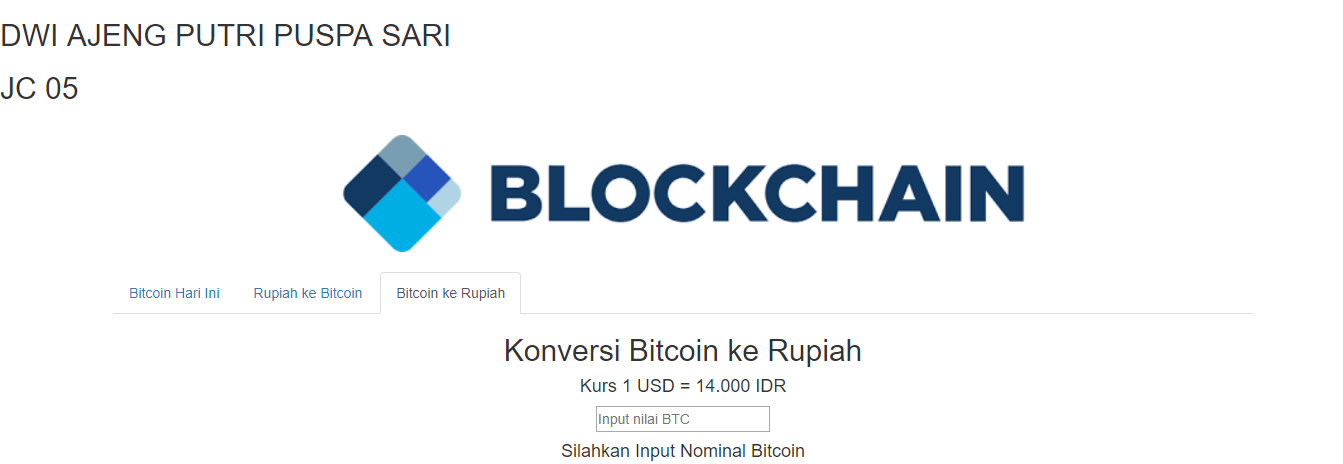 DWI AJENG PUTRI PUSPA SARI
JC 05
BLOCKCHAIN
Bitcoin Hari Ini Rupiah ke Bitcoin Bitcoin ke Rupiah
Konversi Bitcoin ke Rupiah
Kurs 1 USD = 14.000 IDR
Input nilai BTC
Silahkan Input Nominal Bitcoin